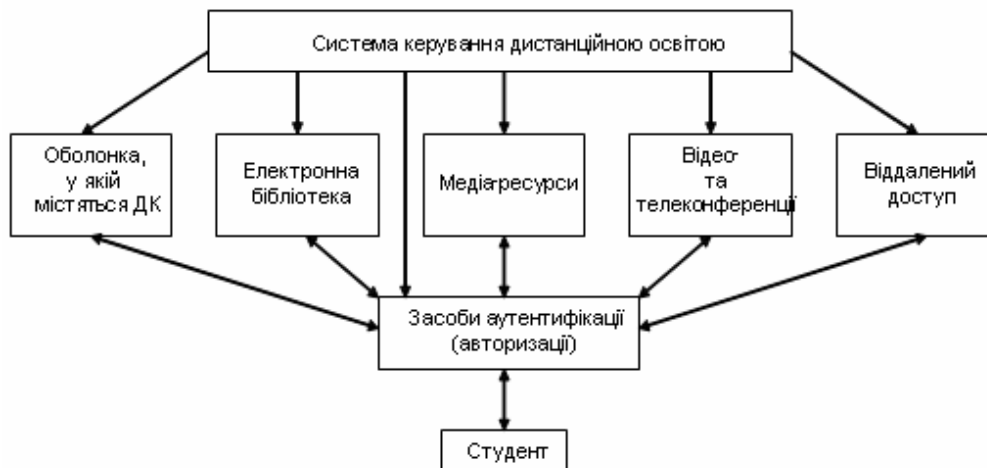 Система керування дистанційною освітою
Оболонка,
у якій
містяться ДК
Електронна
бібліотека
Медіа-ресурси
Відео-
та
телеконференції
Віддалений
доступ
Засоби аутентифікації
(авторизації)
Студент